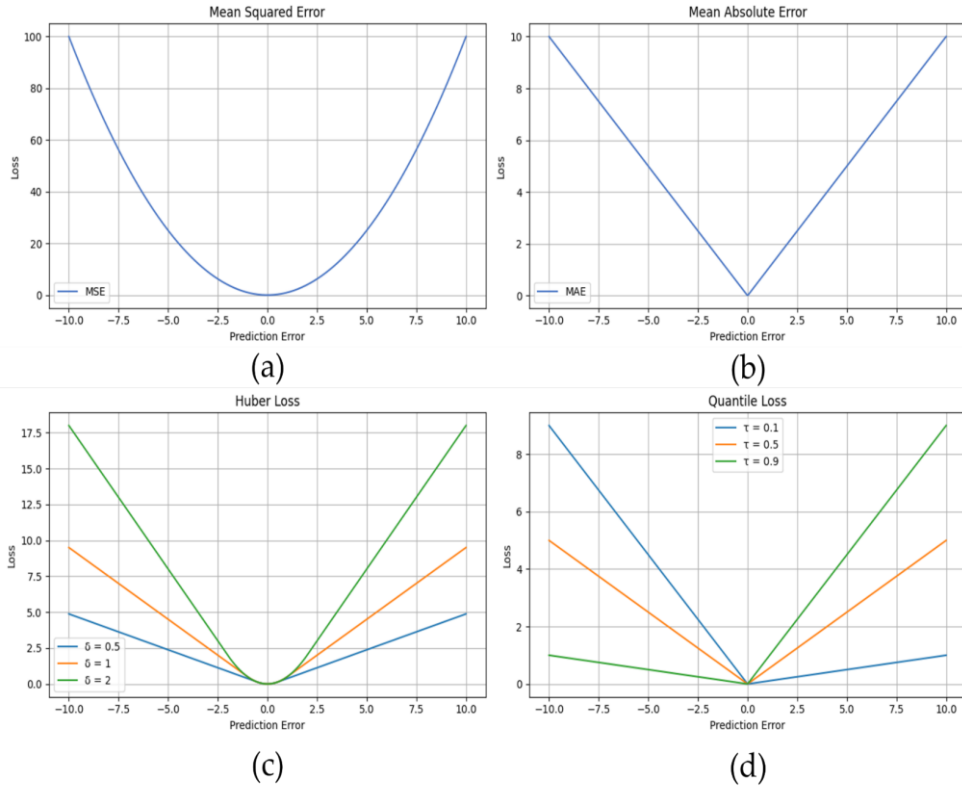 Mean Squared Error
Loss
100
80
60
40
20
0
MSE
−10.0 −7.5 −5.0 −2.5 0.0 2.5 5.0 7.5 10.0
Prediction Error
(a)
Mean Absolute Error
Loss
10
8
6
4
2
0
MAE
−10.0 −7.5 −5.0 −2.5 0.0 2.5 5.0 7.5 10.0
Prediction Error
(b)
Huber Loss
Loss
17.5
15.0
12.5
10.0
7.5
5.0
2.5
0.0
δ = 0.5
δ = 1
δ = 2
−10.0 −7.5 −5.0 −2.5 0.0 2.5 5.0 7.5 10.0
Prediction Error
(c)
Quantile Loss
Loss
8
6
4
2
0
τ = 0.1
τ = 0.5
τ = 0.9
−10.0 −7.5 −5.0 −2.5 0.0 2.5 5.0 7.5 10.0
Prediction Error
(d)